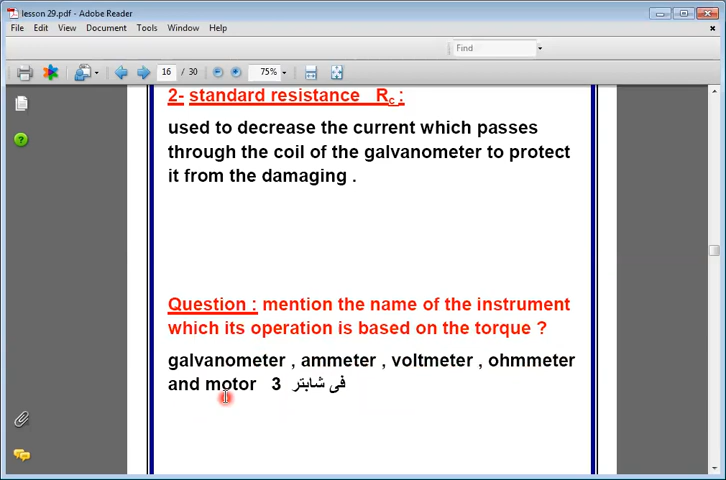 lesson 29.pdf - Adobe Reader
File Edit View Document Tools Window Help
Find
16 / 30 75%
2- standard resistance Rc :
used to decrease the current which passes
through the coil of the galvanometer to protect
it from the damaging .
Question : mention the name of the instrument
which its operation is based on the torque ?
galvanometer , ammeter , voltmeter , ohmmeter
and motor 3 فى شابتر